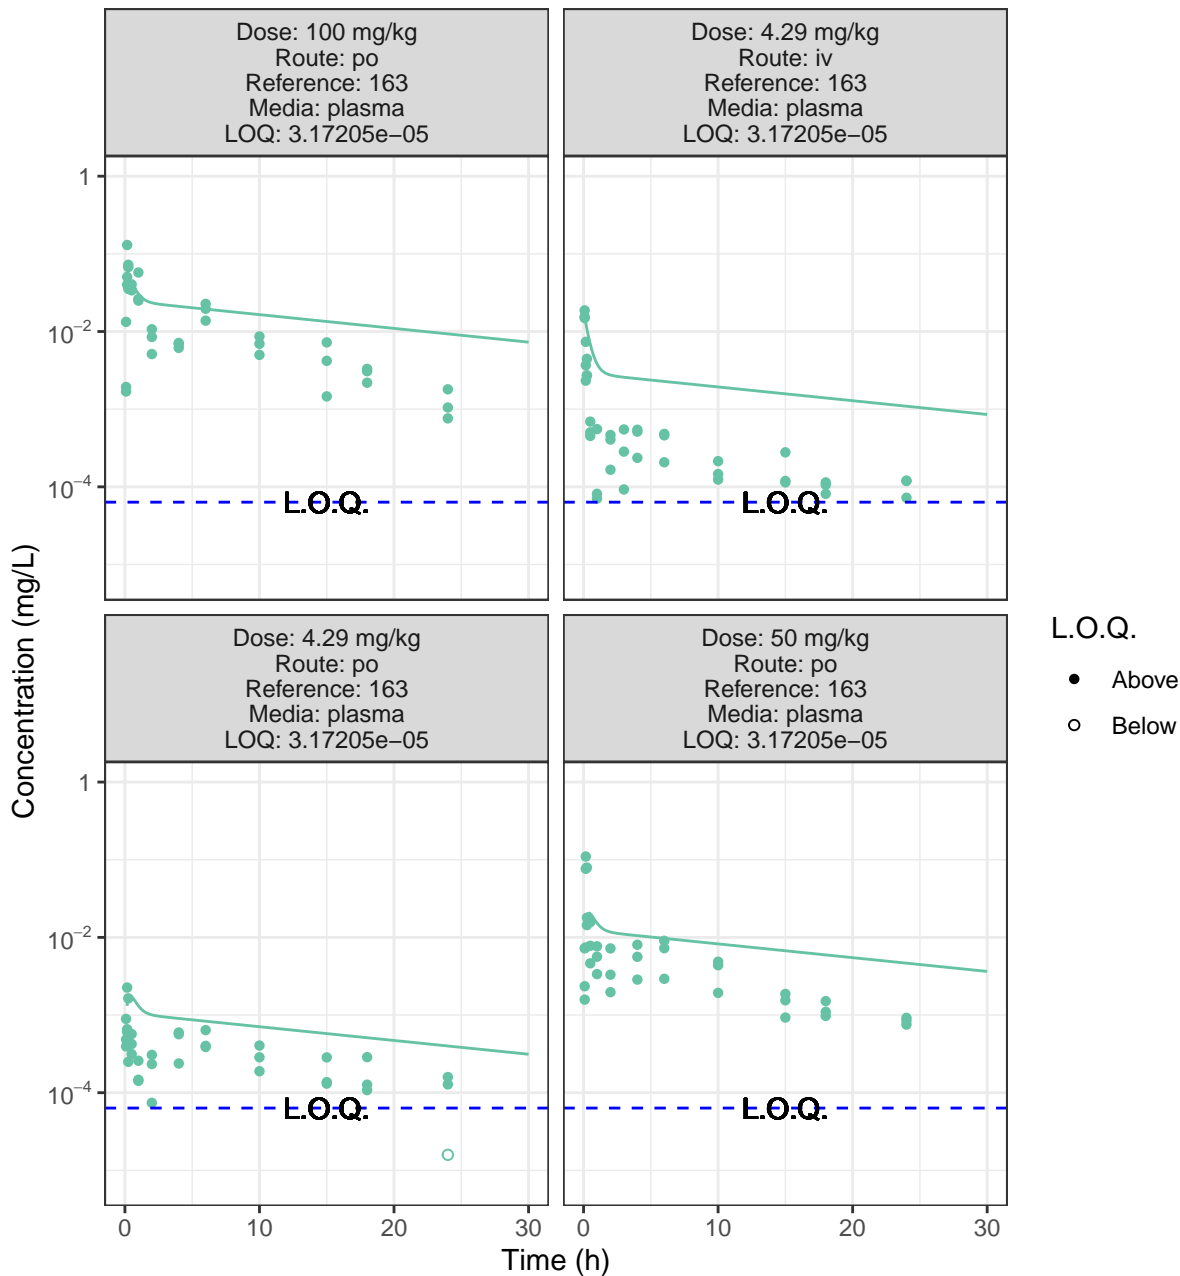 Dose: 100 mg/kg
Route: po
Reference: 163
Media: plasma
LOQ: 3.17205e−05
Dose: 4.29 mg/kg
Route: iv
Reference: 163
Media: plasma
LOQ: 3.17205e−05
1
10⁻²
10⁻⁴
L.O.Q.
L.O.Q.
Dose: 4.29 mg/kg
Route: po
Reference: 163
Media: plasma
LOQ: 3.17205e−05
Dose: 50 mg/kg
Route: po
Reference: 163
Media: plasma
LOQ: 3.17205e−05
1
10⁻²
10⁻⁴
L.O.Q.
L.O.Q.
0 10 20 30
0 10 20 30
Time (h)
Concentration (mg/L)
L.O.Q.
Above
Below